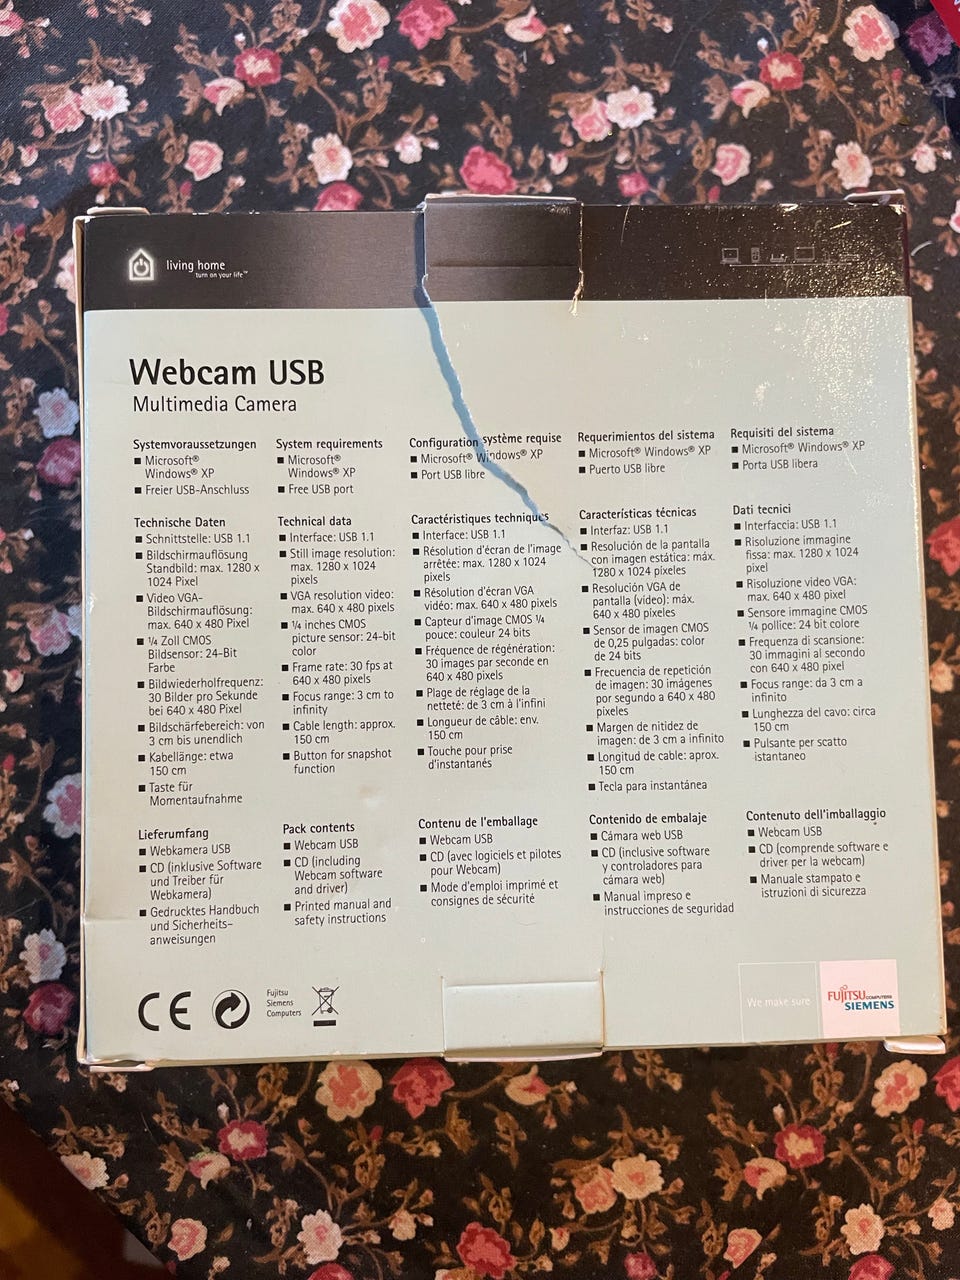 living home
turn on your life™
Webcam USB
Multimedia Camera
Systemvoraussetzungen
■ Microsoft®
Windows® XP
■ Freier USB-Anschluss
Technische Daten
■ Schnittstelle: USB 1.1
■ Bildschirmauflösung
Standbild: max. 1280 x
1024 Pixel
■ Video VGA-
Bildschirmauflösung:
max. 640 x 480 Pixel
■ ¼ Zoll CMOS
Bildsensor: 24-Bit
Farbe
■ Bildwiederholfrequenz:
30 Bilder pro Sekunde
bei 640 x 480 Pixel
■ Bildschärfebereich: von
3 cm bis unendlich
■ Kabellänge: etwa
150 cm
■ Taste für
Momentaufnahme
Lieferumfang
■ Webkamera USB
■ CD (inklusive Software
und Treiber für
Webkamera)
■ Gedrucktes Handbuch
und Sicherheits-
anweisungen
System requirements
■ Microsoft®
Windows® XP
■ Free USB port
Technical data
■ Interface: USB 1.1
■ Still image resolution:
max. 1280 x 1024
pixels
■ VGA resolution video:
max. 640 x 480 pixels
■ ¼ inches CMOS
picture sensor: 24-bit
color
■ Frame rate: 30 fps at
640 x 480 pixels
■ Focus range: 3 cm to
infinity
■ Cable length: approx.
150 cm
■ Button for snapshot
function
Pack contents
■ Webcam USB
■ CD (including
Webcam software
and driver)
■ Printed manual and
safety instructions
Configuration système requise
■ Microsoft® Windows® XP
■ Port USB libre
Caractéristiques techniques
■ Interface: USB 1.1
■ Résolution d'écran de l'image
arrêtée: max. 1280 x 1024
pixels
■ Résolution d'écran VGA
vidéo: max. 640 x 480 pixels
■ Capteur d'image CMOS ¼
pouce: couleur 24 bits
■ Fréquence de régénération:
30 images par seconde en
640 x 480 pixels
■ Plage de réglage de la
netteté: de 3 cm à l'infini
■ Longueur de câble: env.
150 cm
■ Touche pour prise
d'instantanés
Contenu de l'emballage
■ Webcam USB
■ CD (avec logiciels et pilotes
pour Webcam)
■ Mode d'emploi imprimé et
consignes de sécurité
Requerimientos del sistema
■ Microsoft® Windows® XP
■ Puerto USB libre
Características técnicas
■ Interfaz: USB 1.1
■ Resolución de la pantalla
con imagen estática: máx.
1280 x 1024 píxeles
■ Resolución VGA de
pantalla (vídeo): máx.
640 x 480 píxeles
■ Sensor de imagen CMOS
de 0,25 pulgadas: color
de 24 bits
■ Frecuencia de repetición
de imagen: 30 imágenes
por segundo a 640 x 480
píxeles
■ Margen de nitidez de
imagen: de 3 cm a infinito
■ Longitud de cable: aprox.
150 cm
■ Tecla para instantánea
Contenido de embalaje
■ Cámara web USB
■ CD (inclusive software
y controladores para
cámara web)
■ Manual impreso e
instrucciones de seguridad
Requisiti del sistema
■ Microsoft® Windows® XP
■ Porta USB libera
Dati tecnici
■ Interfaccia: USB 1.1
■ Risoluzione immagine
fissa: max. 1280 x 1024
pixel
■ Risoluzione video VGA:
max. 640 x 480 pixel
■ Sensore immagine CMOS
¼ pollice: 24 bit colore
■ Frequenza di scansione:
30 immagini al secondo
con 640 x 480 pixel
■ Focus range: da 3 cm a
infinito
■ Lunghezza del cavo: circa
150 cm
■ Pulsante per scatto
istantaneo
Contenuto dell'imballaggio
■ Webcam USB
■ CD (comprende software e
driver per la webcam)
■ Manuale stampato e
istruzioni di sicurezza
CE
Fujitsu
Siemens
Computers
We make sure
FUJITSU COMPUTERS
SIEMENS